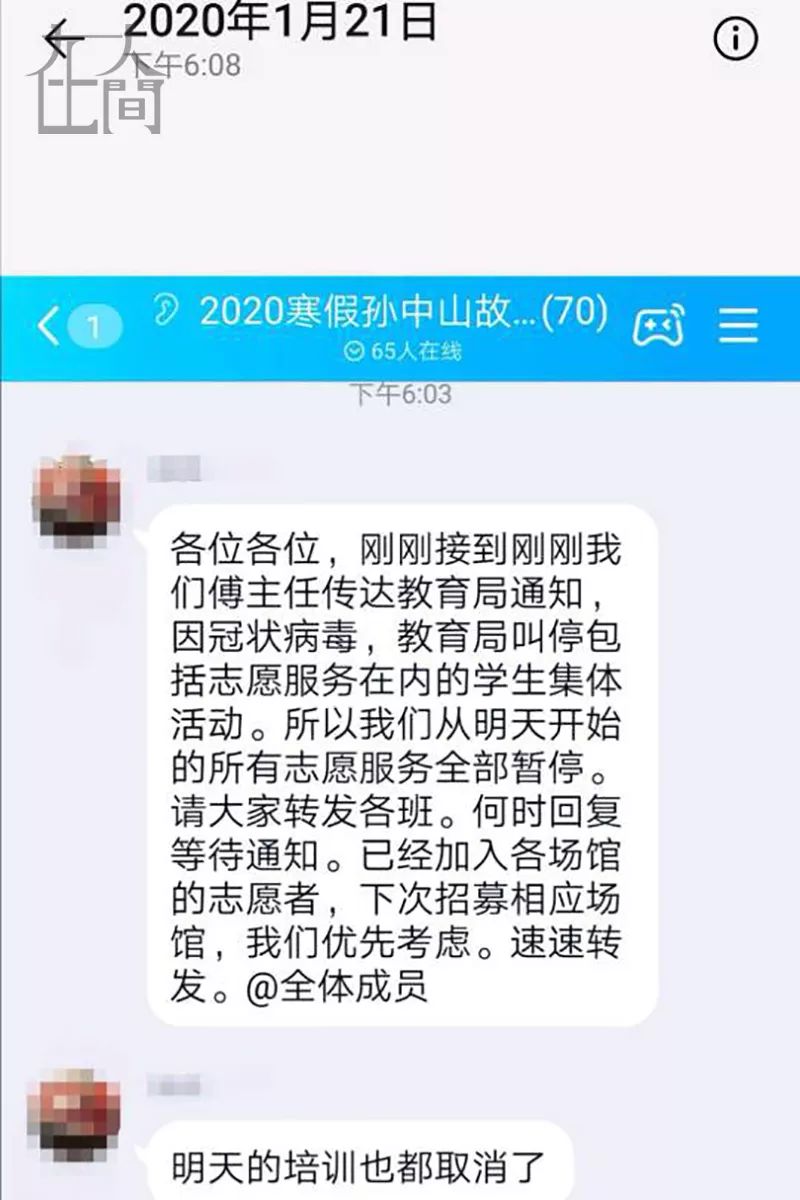 2020年1月21日
下午6:08
在人間
1
2020寒假孙中山故...(70)
65人在线
下午6:03
各位各位，刚刚接到刚刚我
们傅主任传达教育局通知，
因冠状病毒，教育局叫停包
括志愿服务在内的学生集体
活动。所以我们从明天开始
的所有志愿服务全部暂停。
请大家转发各班。何时回复
等待通知。已经加入各场馆
的志愿者，下次招募相应场
馆，我们优先考虑。速速转
发。@全体成员
明天的培训也都取消了